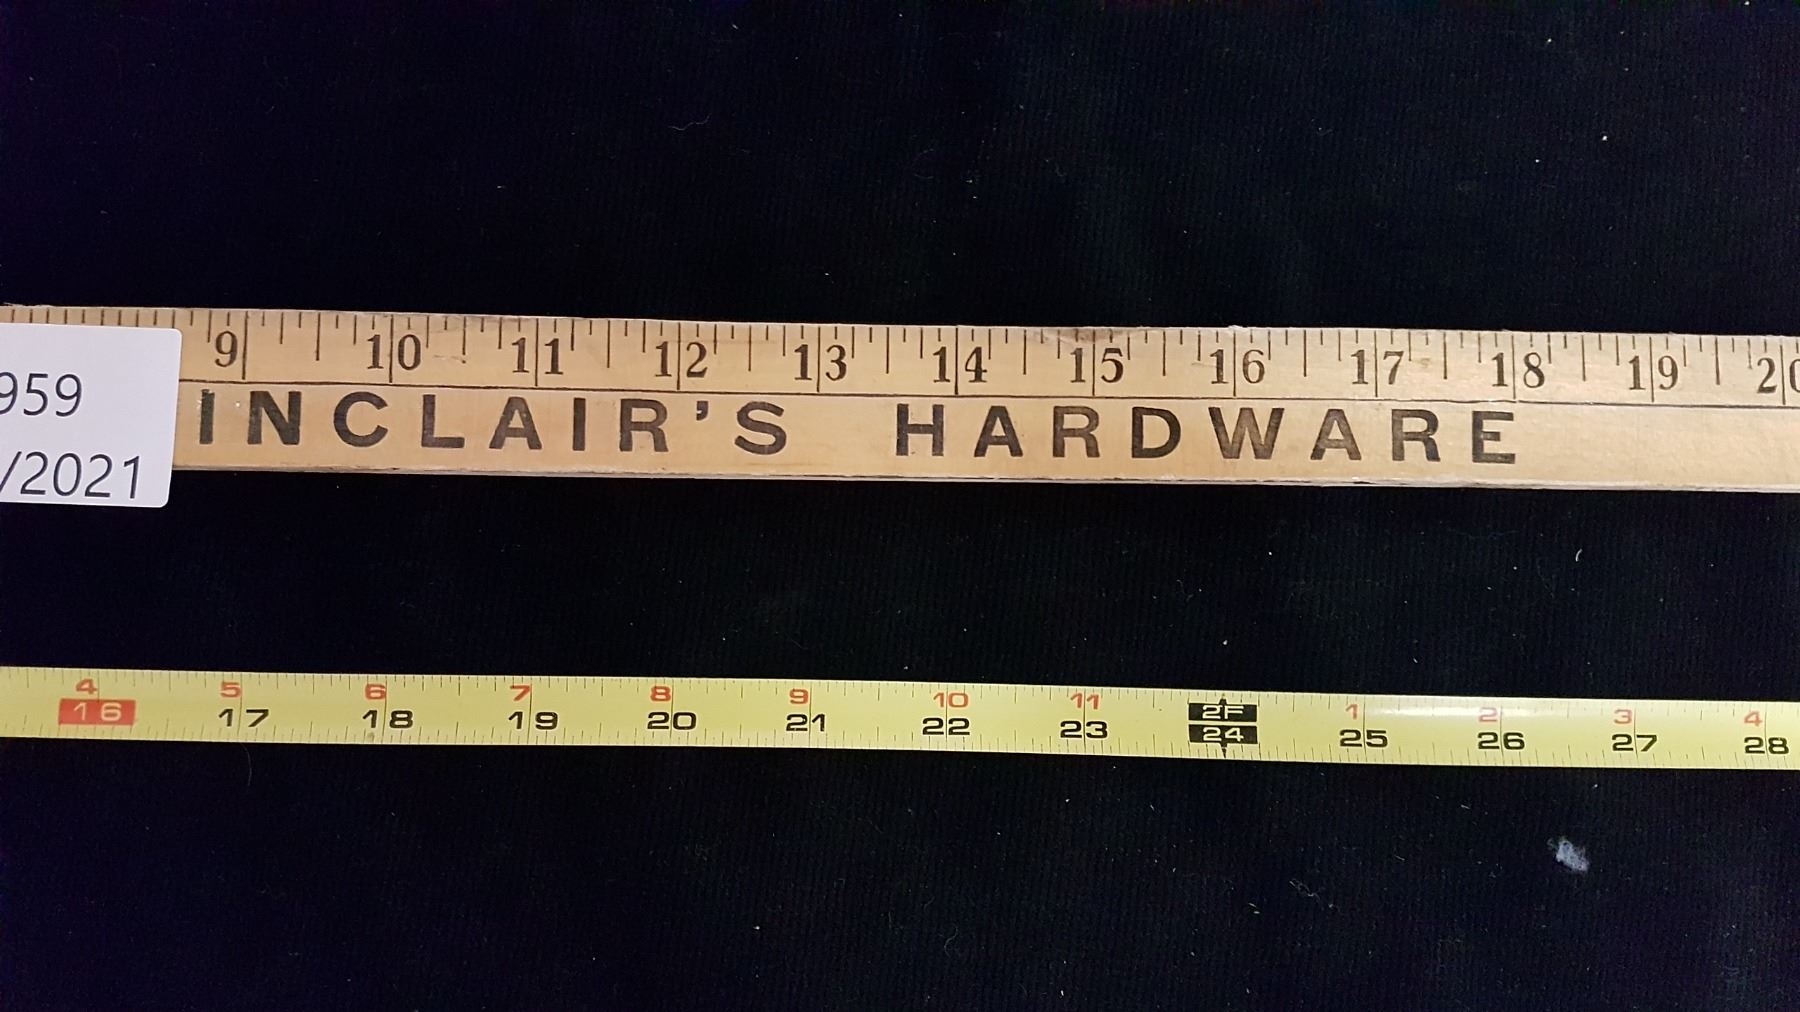 959
/2021
9 10 11 12 13 14 15 16 17 18 19 20
INCLAIR'S HARDWARE
4 5 6 7 8 9 10 11 2F 1 2 3 4
16 17 18 19 20 21 22 23 24 25 26 27 28